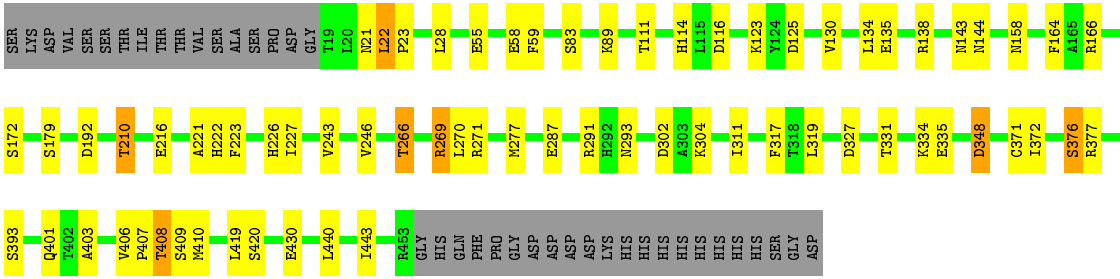 SER LYS ASP VAL SER SER THR ILE THR THR VAL SER ALA SER PRO ASP GLY T19 L20 N21 L22 P23 L28 E55 E58 F59 S83 K89 T111 H114 L115 D116 K123 Y124 D125 V130 L134 E135 R138 N143 N144 N158 F164 A165 R166
S172 S179 D192 T210 E216 A221 H222 F223 H226 I227 V243 V246 T266 R269 L270 R271 M277 E287 R291 H292 N293 D302 A303 K304 I311 F317 T318 L319 D327 T331 K334 E335 D348 C371 I372 S376 R377
S393 Q401 T402 A403 V406 P407 T408 S409 M410 L419 S420 E430 L440 I443 R453 GLY HIS GLN PHE PRO GLY ASP ASP ASP ASP LYS HIS HIS HIS HIS HIS HIS HIS HIS SER GLY ASP